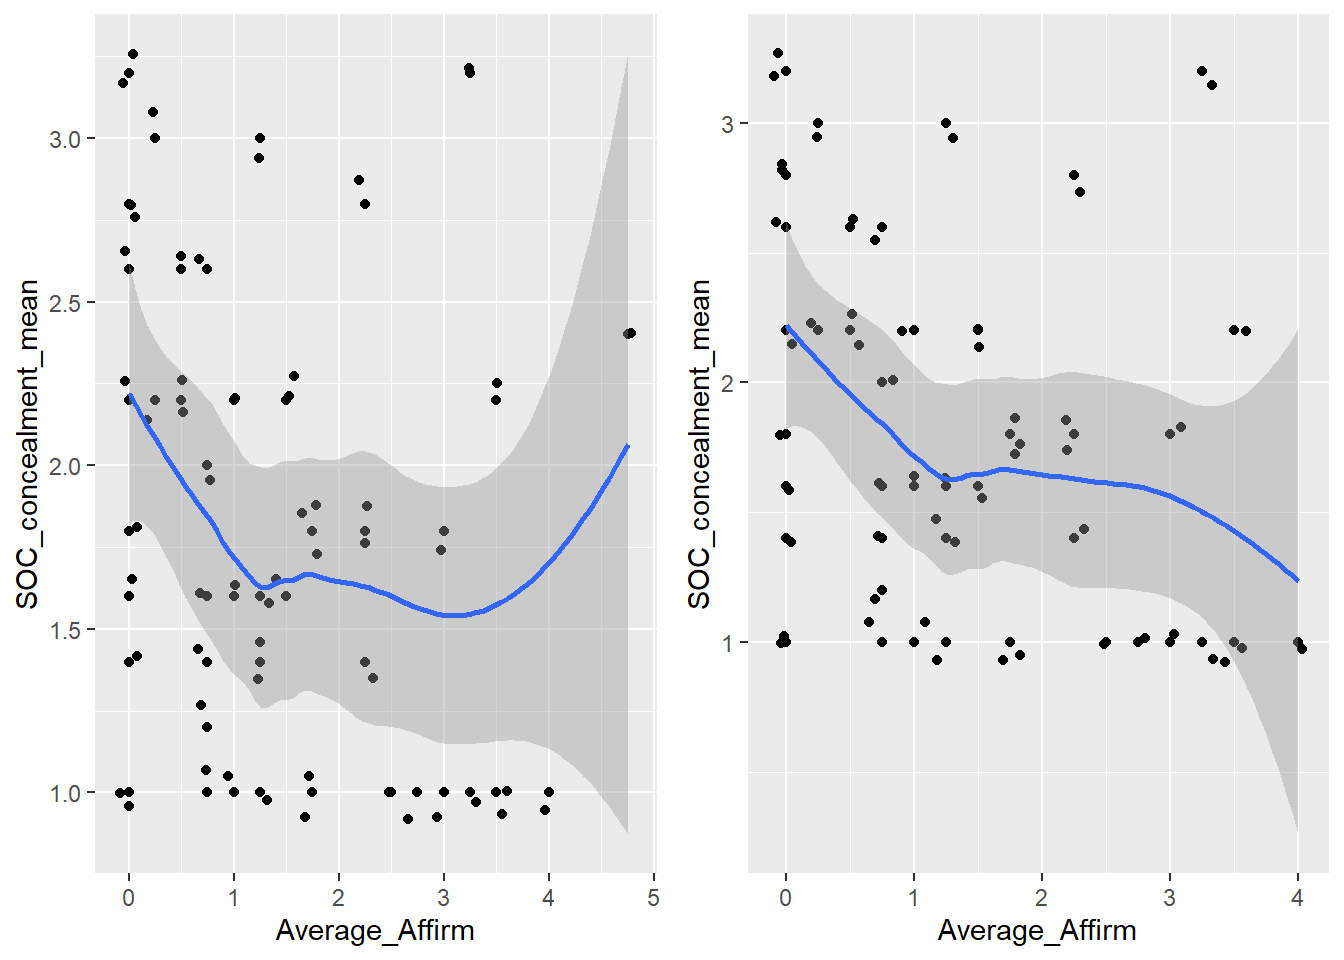 SOC_concealment_mean
3.0
2.5
2.0
1.5
1.0
0 1 2 3 4 5
Average_Affirm
SOC_concealment_mean
3
2
1
0 1 2 3 4
Average_Affirm